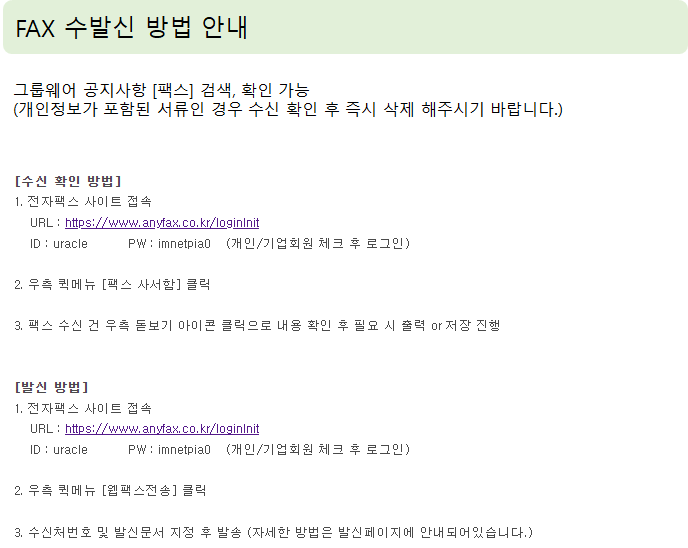 FAX 수발신 방법 안내
그룹웨어 공지사항 [팩스] 검색, 확인 가능
(개인정보가 포함된 서류인 경우 수신 확인 후 즉시 삭제 해주시기 바랍니다.)
[수신 확인 방법]
1. 전자팩스 사이트 접속
URL : https://www.anyfax.co.kr/loginInit
ID : uracle PW : imnetpia0 (개인/기업회원 체크 후 로그인)
2. 우측 퀵메뉴 [팩스 사서함] 클릭
3. 팩스 수신 건 우측 돋보기 아이콘 클릭으로 내용 확인 후 필요 시 출력 or 저장 진행
[발신 방법]
1. 전자팩스 사이트 접속
URL : https://www.anyfax.co.kr/loginInit
ID : uracle PW : imnetpia0 (개인/기업회원 체크 후 로그인)
2. 우측 퀵메뉴 [웹팩스전송] 클릭
3. 수신처번호 및 발신문서 지정 후 발송 (자세한 방법은 발신페이지에 안내되어있습니다.)